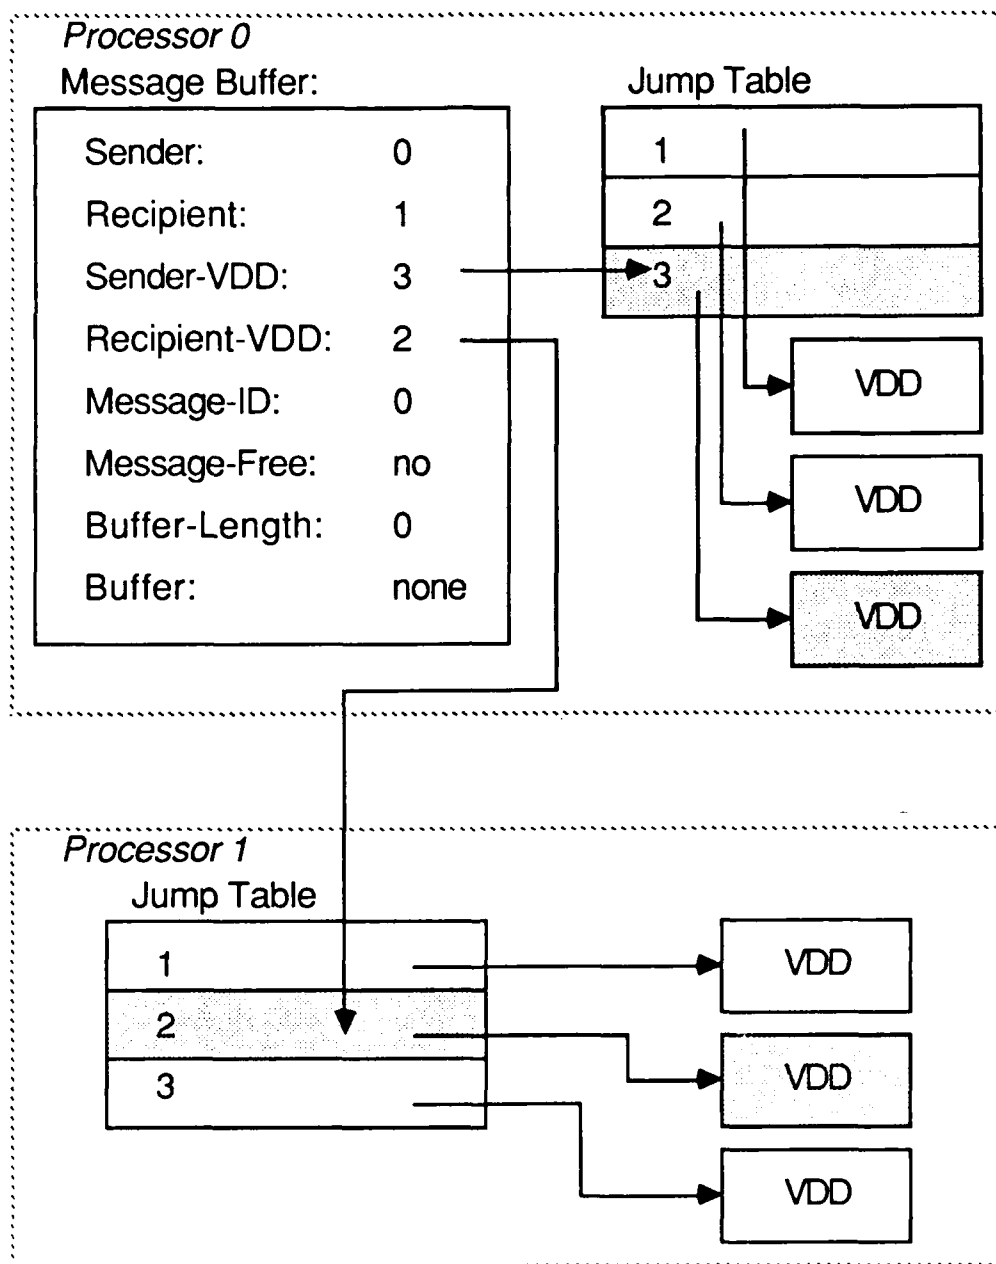 Processor 0
Message Buffer:
Sender: 0
Recipient: 1
Sender-VDD: 3
Recipient-VDD: 2
Message-ID: 0
Message-Free: no
Buffer-Length: 0
Buffer: none
Jump Table
1
2
3
VDD
VDD
VDD
Processor 1
Jump Table
1
2
3
VDD
VDD
VDD